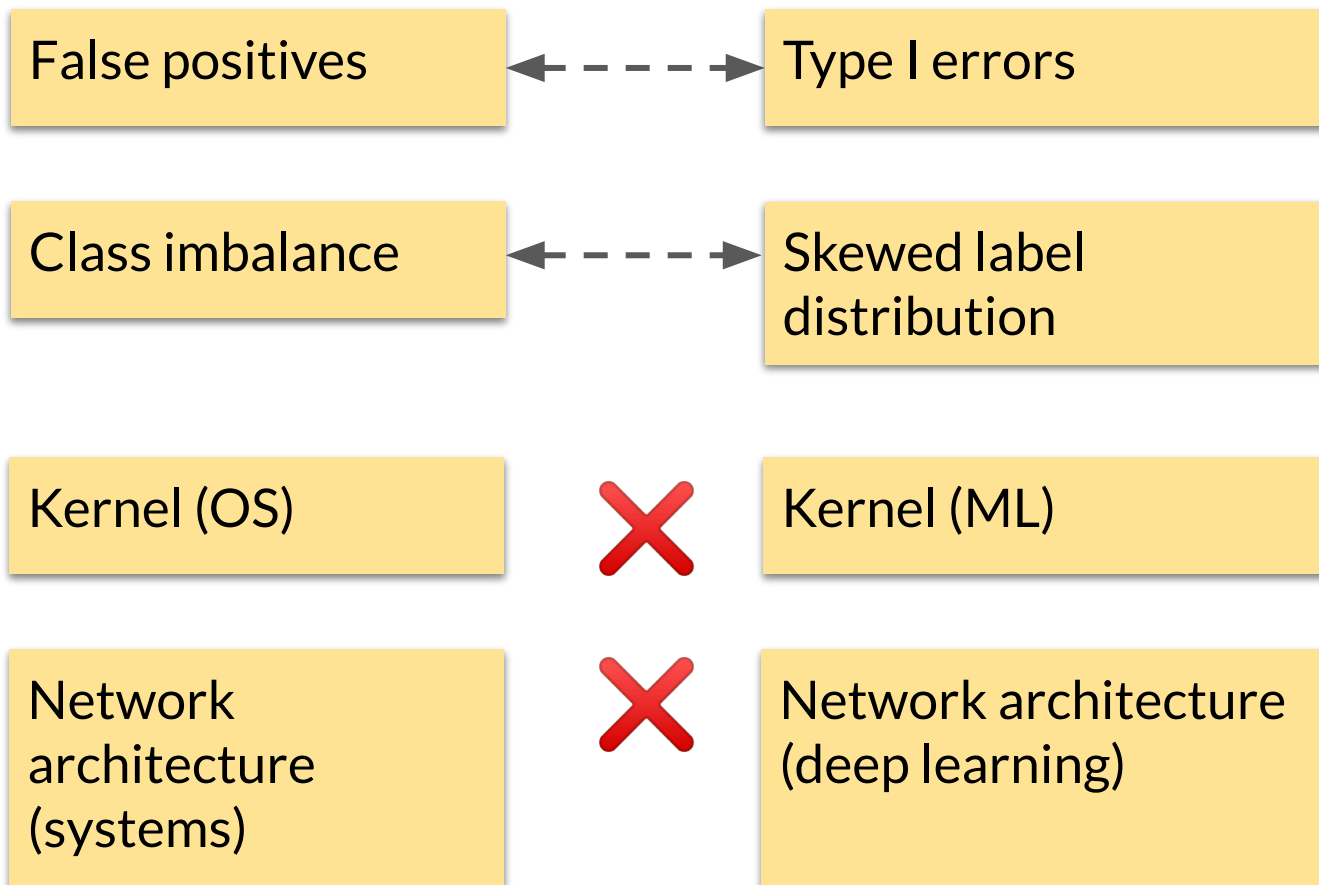 False positives
Type I errors
Class imbalance
Skewed label
distribution
Kernel (OS)
Kernel (ML)
Network
architecture
(systems)
Network architecture
(deep learning)